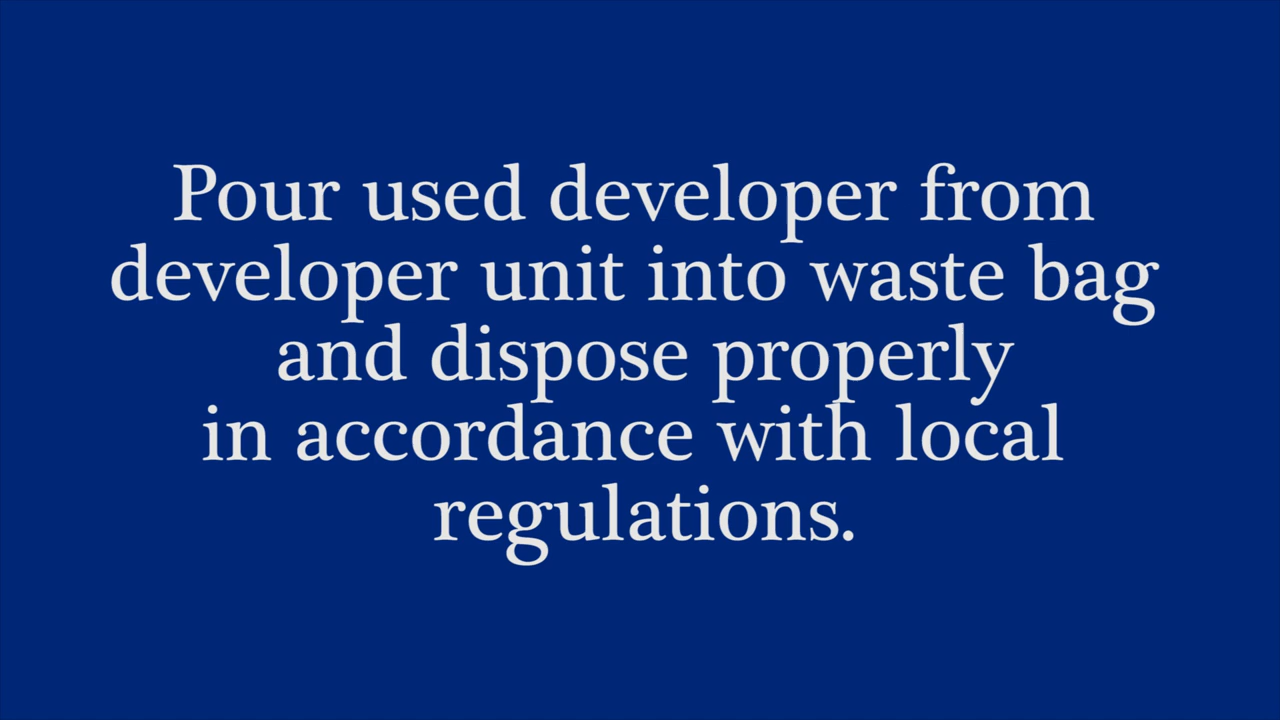 Pour used developer from
developer unit into waste bag
and dispose properly
in accordance with local
regulations.